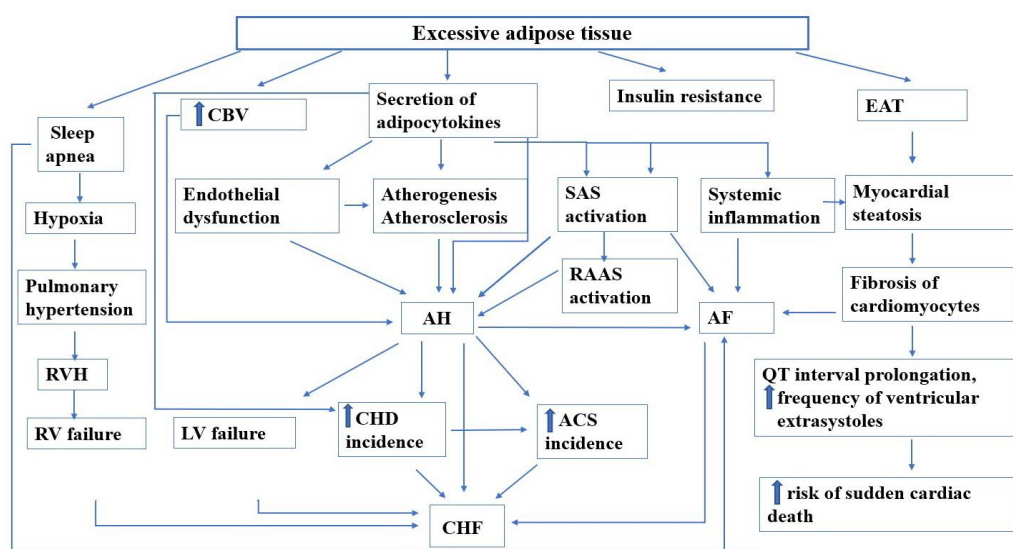 Excessive adipose tissue
Sleep
apnea
CBV
Secretion of
adipocytokines
Insulin resistance
EAT
Hypoxia
Endothelial
dysfunction
Atherogenesis
Atherosclerosis
SAS
activation
Systemic
inflammation
Myocardial
steatosis
Pulmonary
hypertension
RAAS
activation
Fibrosis of
cardiomyocytes
AH
AF
RVH
QT interval prolongation,
frequency of ventricular
extrasystoles
RV failure
LV failure
CHD
incidence
ACS
incidence
risk of sudden cardiac
death
CHF